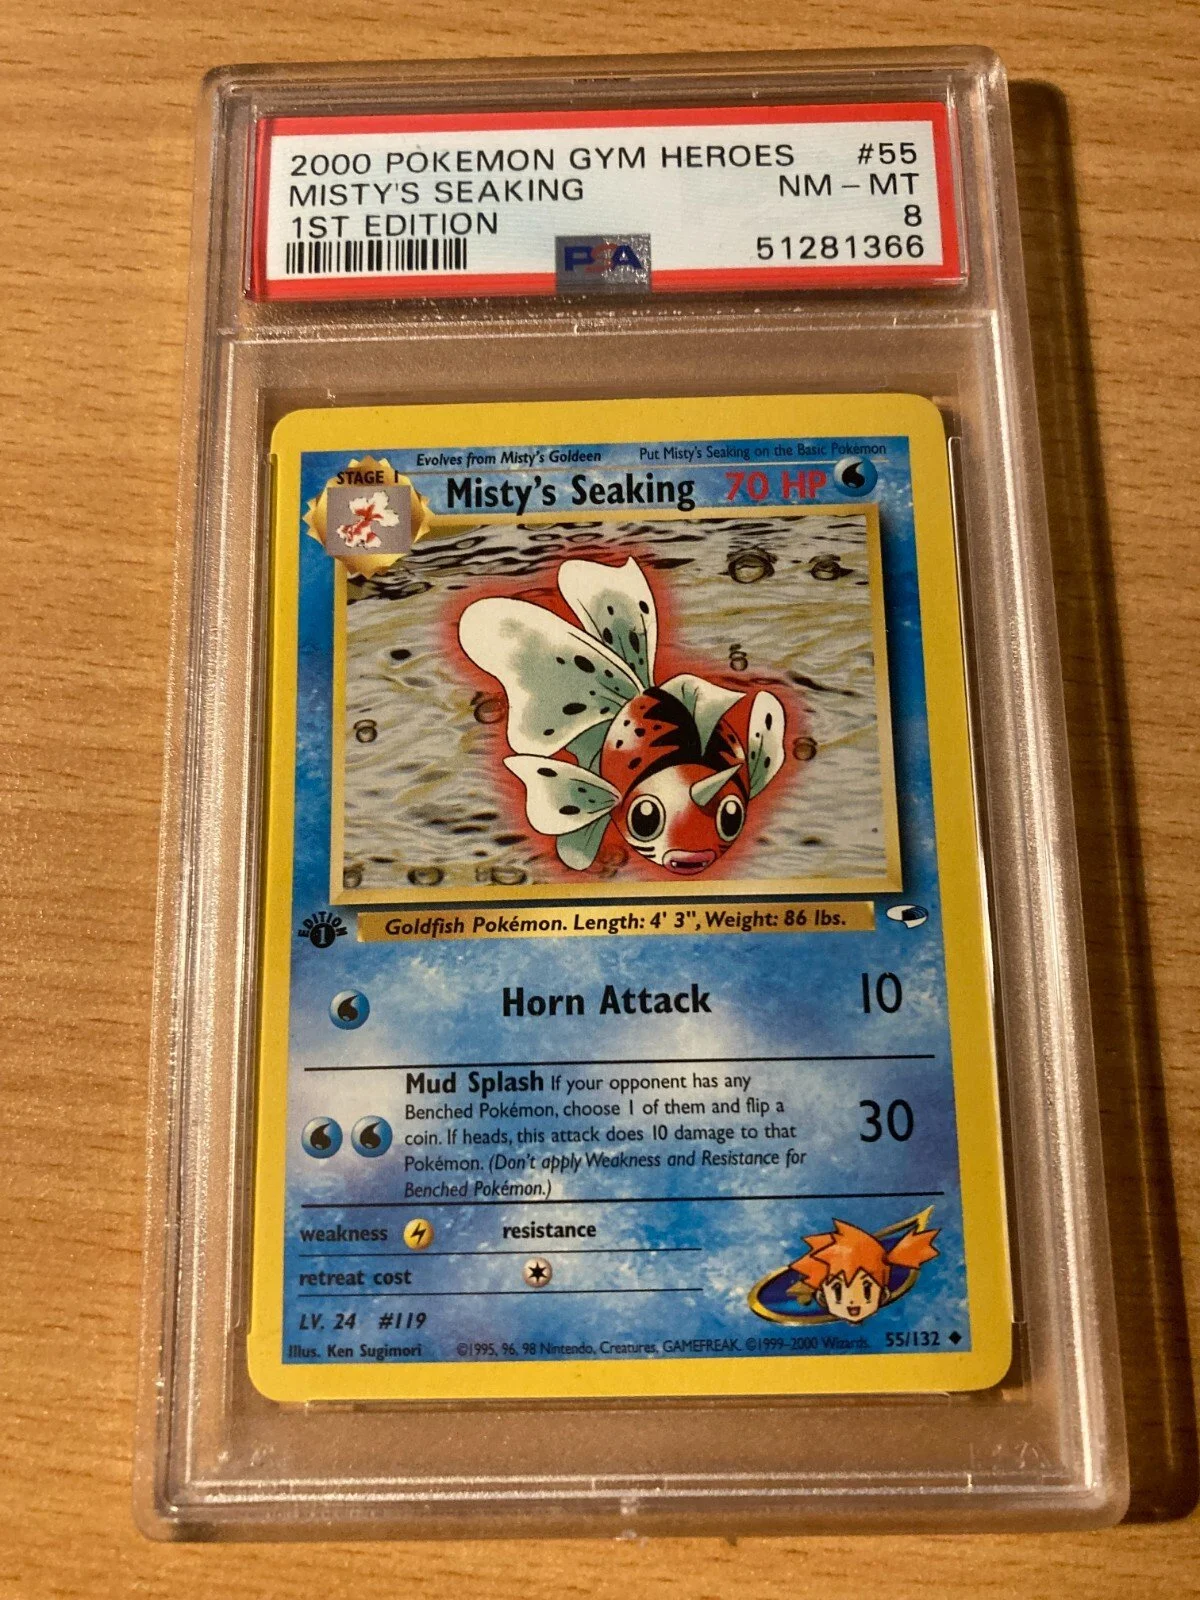 2000 POKEMON GYM HEROES #55
MISTY'S SEAKING NM - MT
1ST EDITION 8
PSA 51281366
Evolves from Misty's Goldeen Put Misty's Seaking on the Basic Pokémon
STAGE 1
Misty's Seaking 70 HP
EDITION 1
Goldfish Pokémon. Length: 4' 3", Weight: 86 lbs.
Horn Attack 10
Mud Splash If your opponent has any
Benched Pokémon, choose 1 of them and flip a
coin. If heads, this attack does 10 damage to that
Pokémon. (Don't apply Weakness and Resistance for
Benched Pokémon.)
30
weakness resistance
retreat cost
LV. 24 #119
Illus. Ken Sugimori ©1995, 96, 98 Nintendo, Creatures, GAMEFREAK. ©1999-2000 Wizards. 55/132